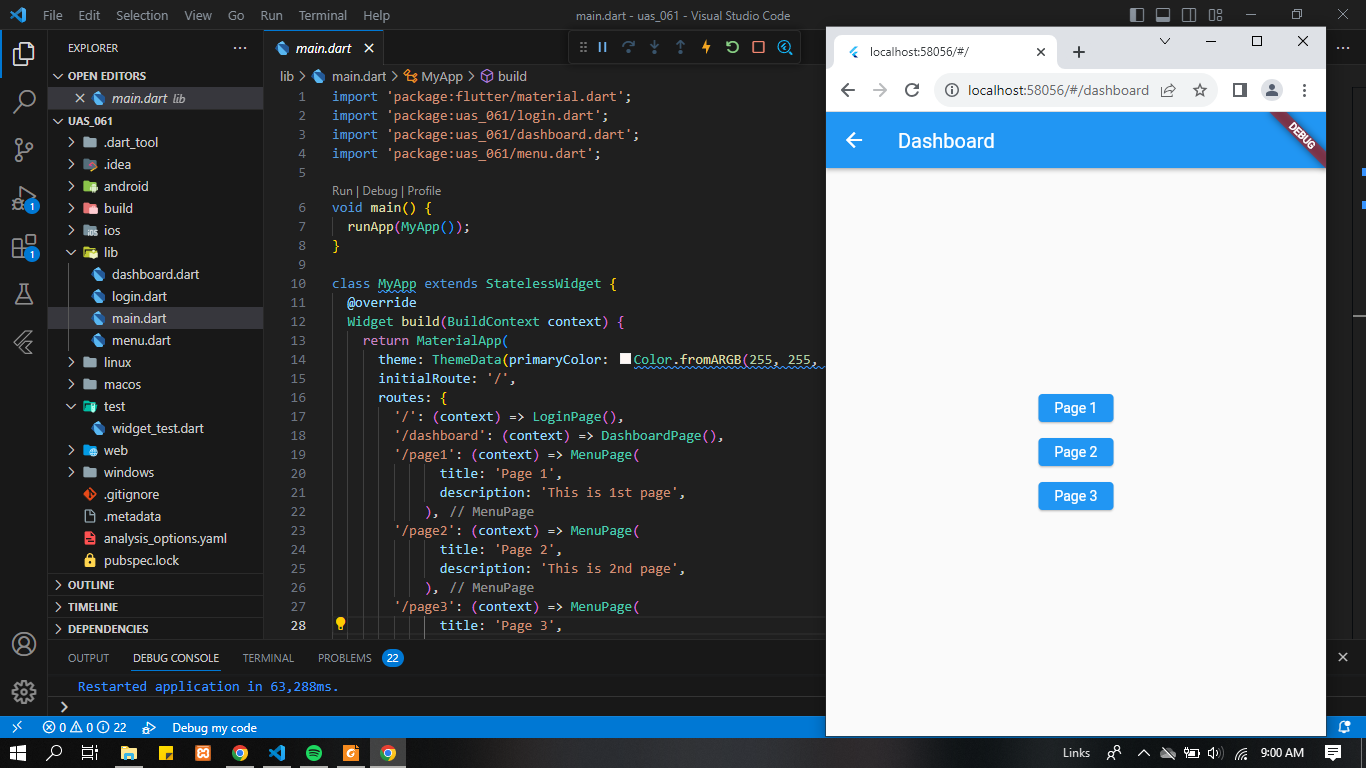 File Edit Selection View Go Run Terminal Help
main.dart - uas_061 - Visual Studio Code
EXPLORER
OPEN EDITORS
main.dart lib
UAS_061
.dart_tool
.idea
android
build
ios
lib
dashboard.dart
login.dart
main.dart
menu.dart
linux
macos
test
widget_test.dart
web
windows
.gitignore
.metadata
analysis_options.yaml
pubspec.lock
OUTLINE
TIMELINE
DEPENDENCIES
1
1
main.dart
lib > main.dart > MyApp > build
1 import 'package:flutter/material.dart';
2 import 'package:uas_061/login.dart';
3 import 'package:uas_061/dashboard.dart';
4 import 'package:uas_061/menu.dart';
5
Run | Debug | Profile
6 void main() {
7 runApp(MyApp());
8 }
9
10 class MyApp extends StatelessWidget {
11 @override
12 Widget build(BuildContext context) {
13 return MaterialApp(
14 theme: ThemeData(primaryColor: Color.fromARGB(255, 255,
15 initialRoute: '/',
16 routes: {
17 '/': (context) => LoginPage(),
18 '/dashboard': (context) => DashboardPage(),
19 '/page1': (context) => MenuPage(
20 title: 'Page 1',
21 description: 'This is 1st page',
22 ), // MenuPage
23 '/page2': (context) => MenuPage(
24 title: 'Page 2',
25 description: 'This is 2nd page',
26 ), // MenuPage
27 '/page3': (context) => MenuPage(
28 title: 'Page 3',
OUTPUT DEBUG CONSOLE TERMINAL PROBLEMS 22
Restarted application in 63,288ms.
0 0 22 Debug my code
localhost:58056/#/
localhost:58056/#/dashboard
Dashboard
DEBUG
Page 1
Page 2
Page 3
Links 9:00 AM